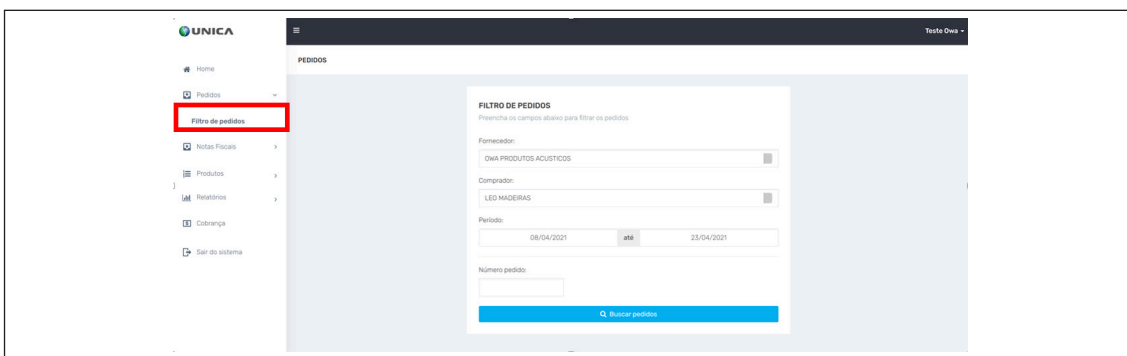 UNICA
Teste Owa
PEDIDOS
Home
Pedidos
Filtro de pedidos
Notas Fiscais
Produtos
Relatórios
Cobrança
Sair do sistema
FILTRO DE PEDIDOS
Preencha os campos abaixo para filtrar os pedidos
Fornecedor:
OWA PRODUTOS ACUSTICOS
Comprador:
LEO MADEIRAS
Período:
08/04/2021 até 23/04/2021
Número pedido:
Buscar pedidos